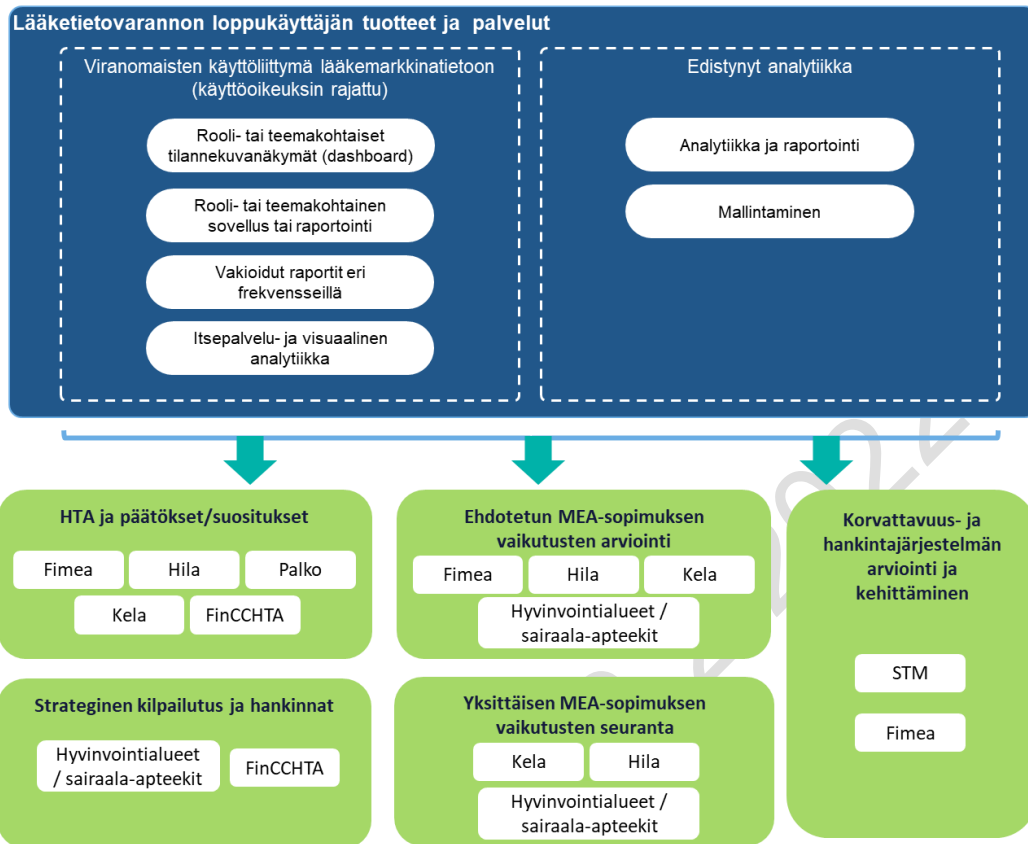 Lääketietovarannon loppukäyttäjän tuotteet ja palvelut
Viranomaisten käyttöliittymä lääkemarkkinatietoon
(käyttöoikeuksin rajattu)
Rooli- tai teemakohtaiset
tilannekuvanäkymät (dashboard)
Rooli- tai teemakohtainen
sovellus tai raportointi
Vakioidut raportit eri
frekvensseillä
Itsepalvelu- ja visuaalinen
analytiikka
Edistynyt analytiikka
Analytiikka ja raportointi
Mallintaminen
HTA ja päätökset/suositukset
Fimea
Hila
Palko
Kela
FinCCHTA
Ehdotetun MEA-sopimuksen
vaikutusten arviointi
Fimea
Hila
Kela
Hyvinvointialueet /
sairaala-apteekit
Korvattavuus- ja
hankintajärjestelmän
arviointi ja
kehittäminen
STM
Fimea
Strateginen kilpailutus ja hankinnat
Hyvinvointialueet
/ sairaala-apteekit
FinCCHTA
Yksittäisen MEA-sopimuksen
vaikutusten seuranta
Kela
Hila
Hyvinvointialueet /
sairaala-apteekit